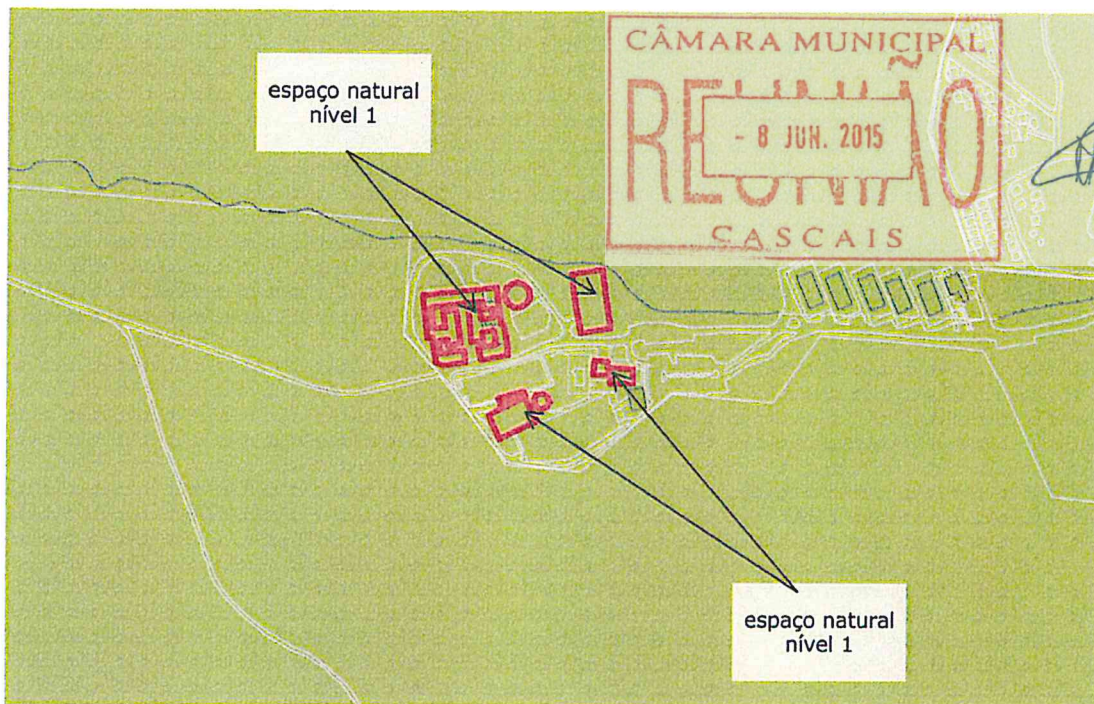 CÂMARA MUNICIPAL
REUNIÃO
- 8 JUN. 2015
CASCAIS
espaço natural
nível 1
espaço natural
nível 1